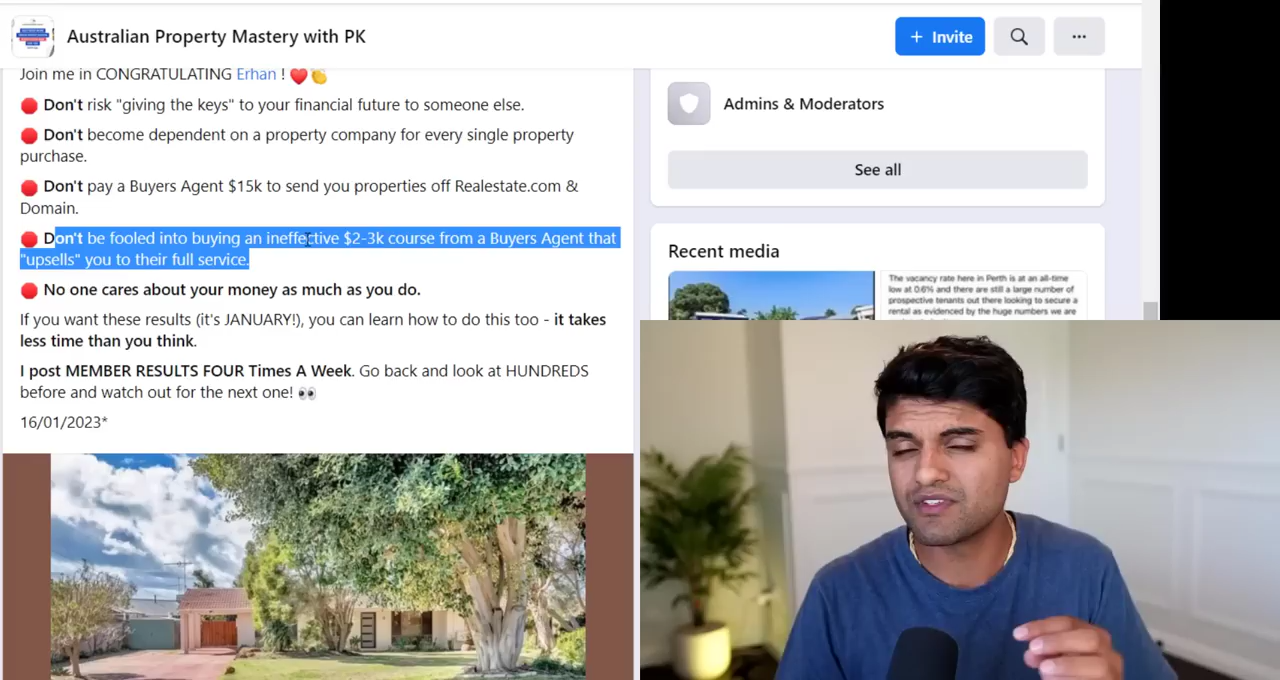 Australian Property Mastery with PK
+ Invite
Join me in CONGRATULATING Erhan !
Don't risk "giving the keys" to your financial future to someone else.
Don't become dependent on a property company for every single property
purchase.
Don't pay a Buyers Agent $15k to send you properties off Realestate.com &
Domain.
Don't be fooled into buying an ineffective $2-3k course from a Buyers Agent that
"upsells" you to their full service.
No one cares about your money as much as you do.
If you want these results (it's JANUARY!), you can learn how to do this too - it takes
less time than you think.
I post MEMBER RESULTS FOUR Times A Week. Go back and look at HUNDREDS
before and watch out for the next one!
16/01/2023*
Admins & Moderators
See all
Recent media
The vacancy rate here in Perth is at an all-time
low at 0.6% and there are still a large number of
prospective tenants out there looking to secure a
rental as evidenced by the huge numbers we are